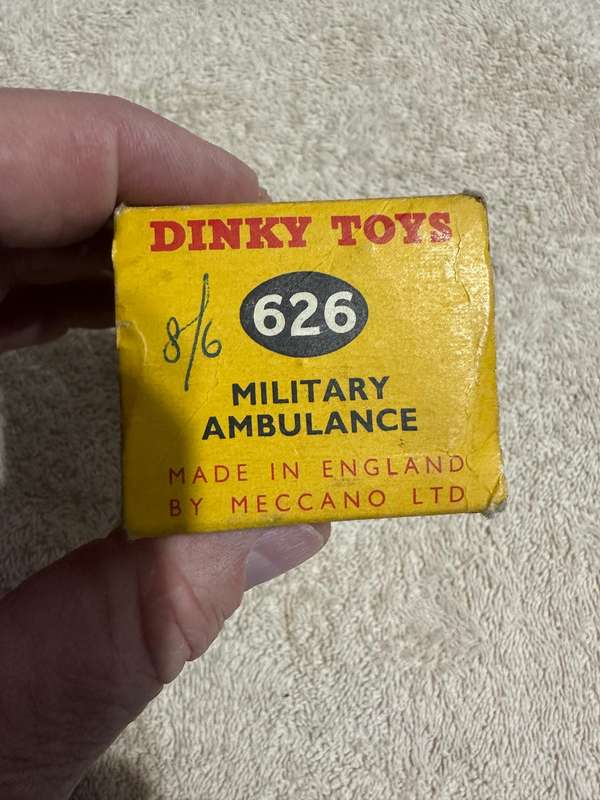 DINKY TOYS
8/6
626
MILITARY
AMBULANCE
MADE IN ENGLAND
BY MECCANO LTD